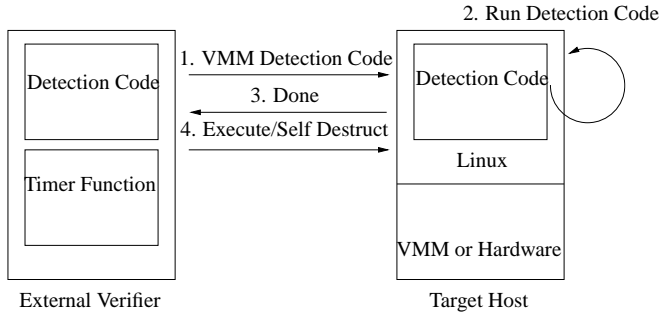 2. Run Detection Code
1. VMM Detection Code
Detection Code
Detection Code
3. Done
4. Execute/Self Destruct
Linux
Timer Function
VMM or Hardware
External Verifier
Target Host